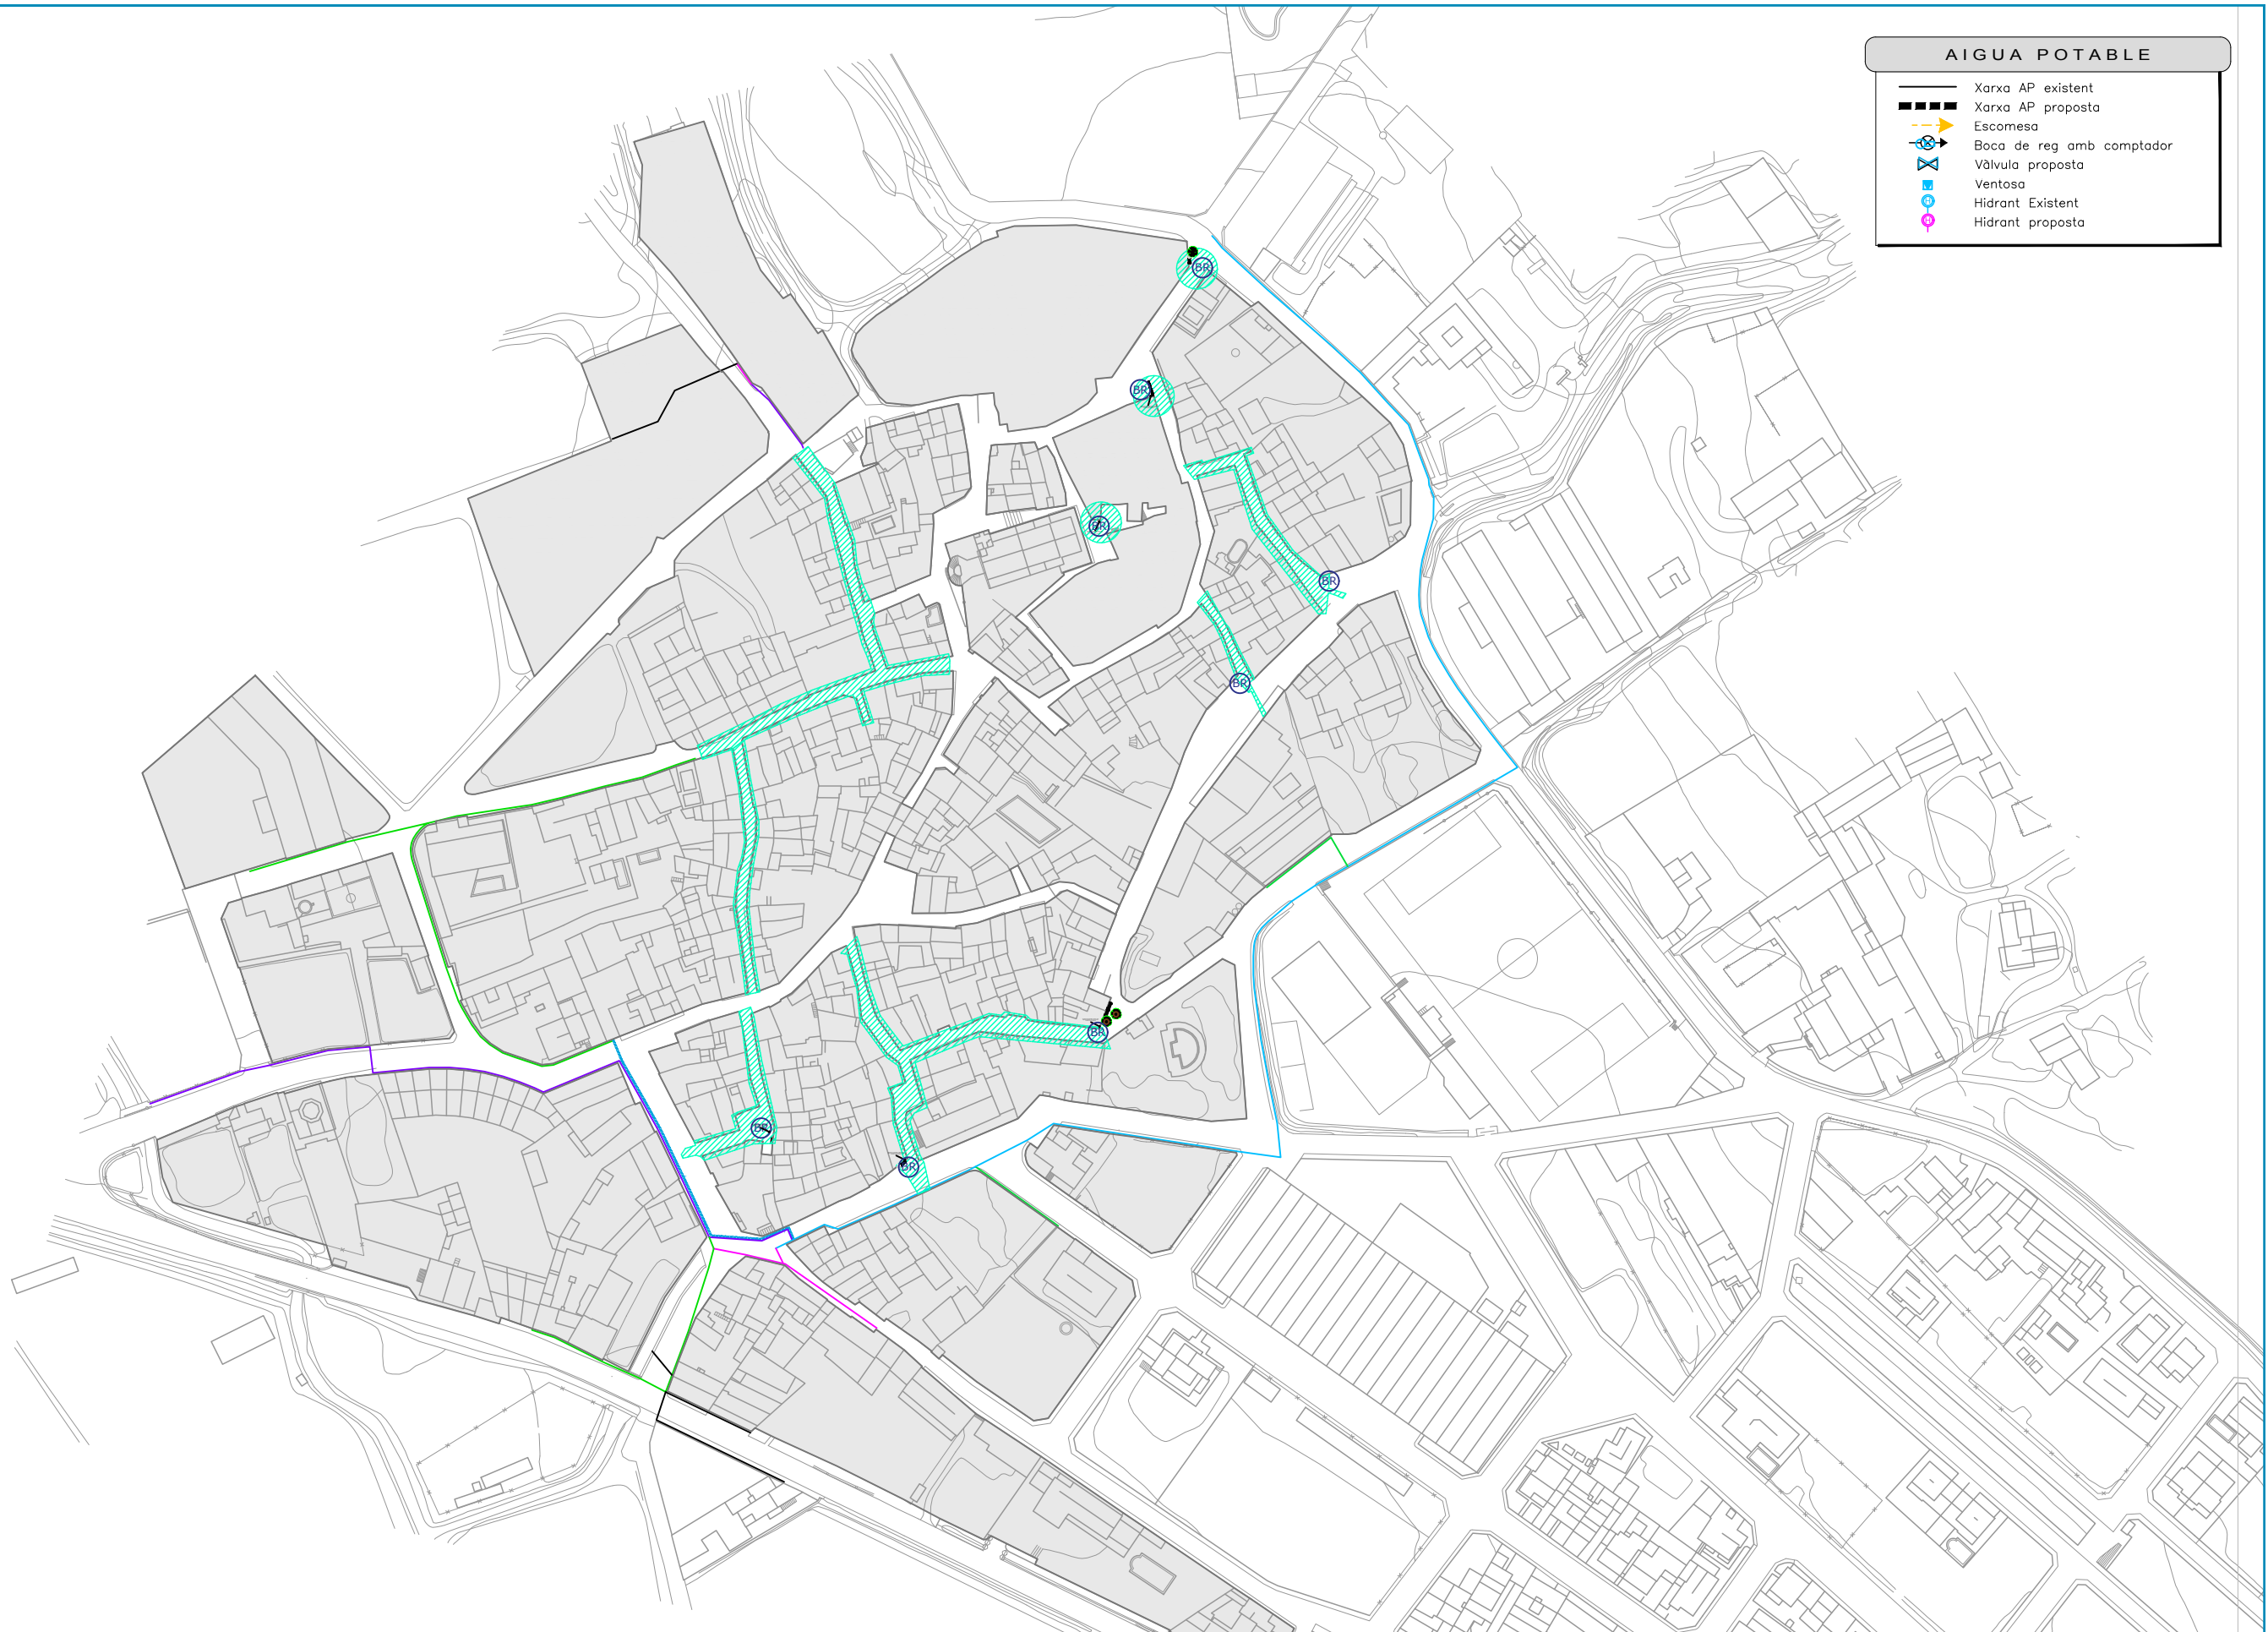 AIGUA POTABLE
Xarxa AP existent
Xarxa AP proposta
Escomesa
Boca de reg amb comptador
Vàlvula proposta
Ventosa
H Hidrant Existent
H Hidrant proposta
BR
BR
BR
BR
BR
BR
BR
BR